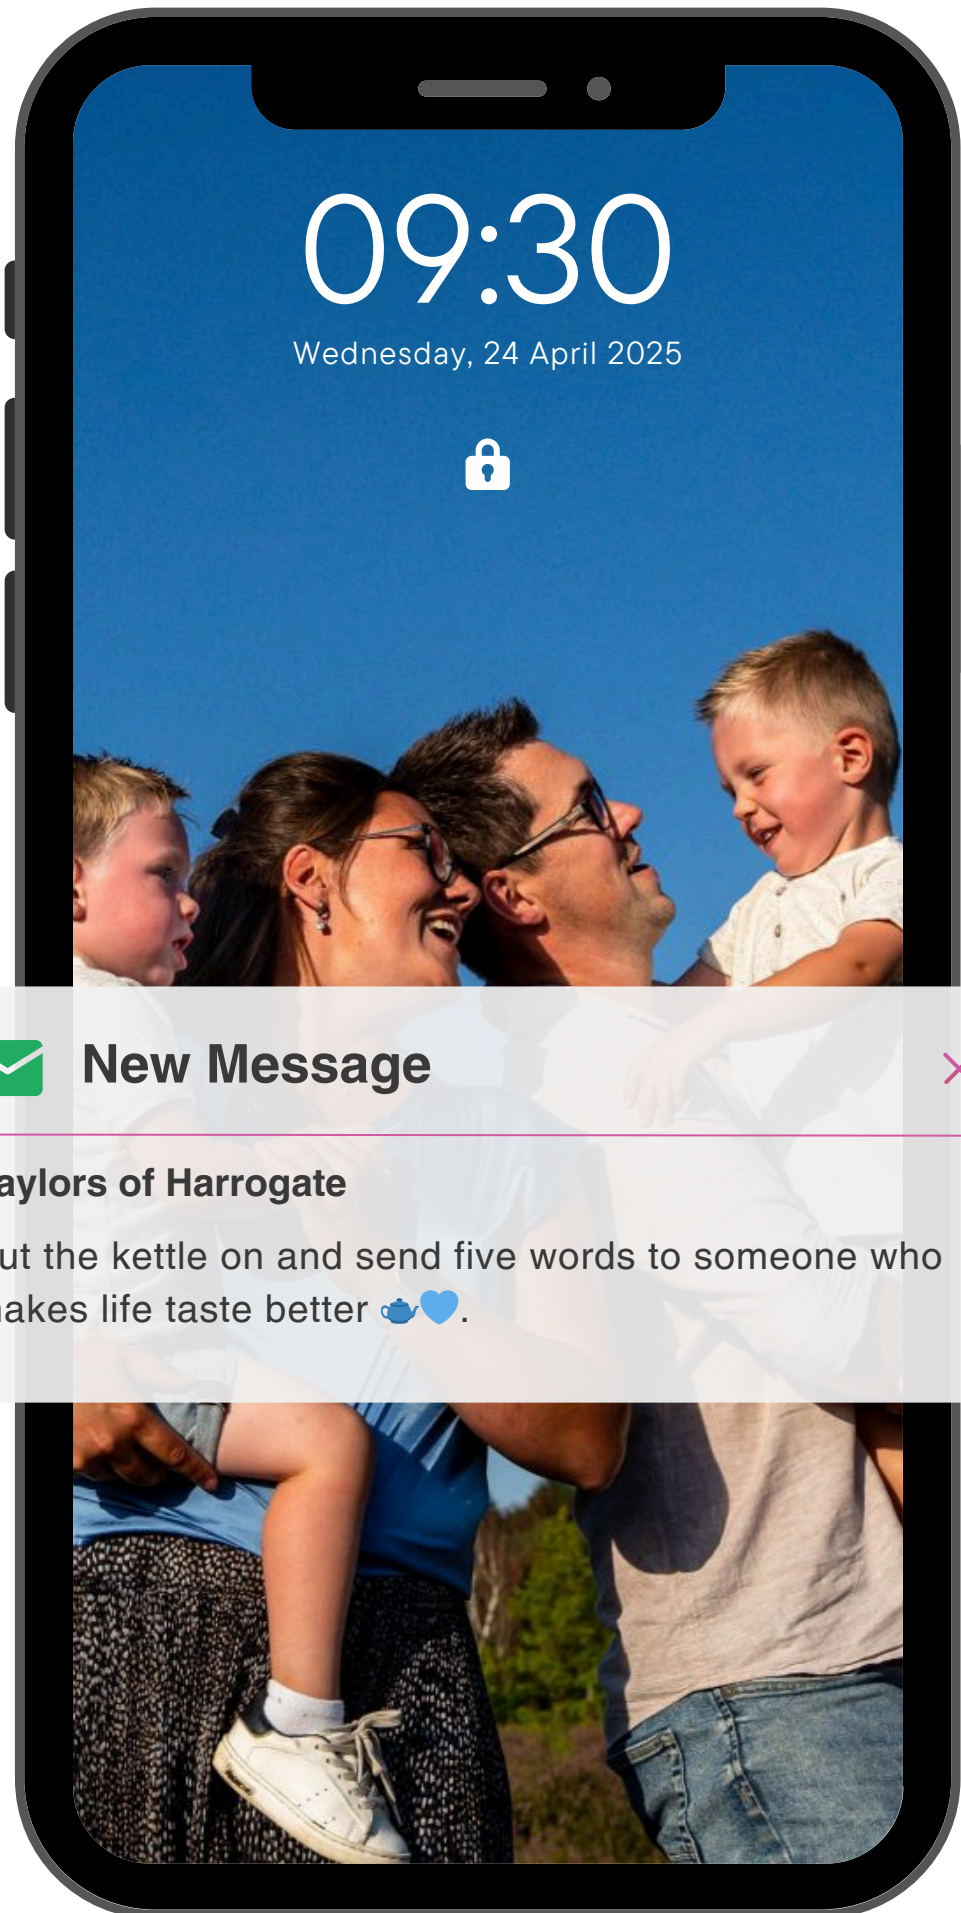 09:30
Wednesday, 24 April 2025
New Message
aylors of Harrogate
ut the kettle on and send five words to someone who
akes life taste better 🫖💙.